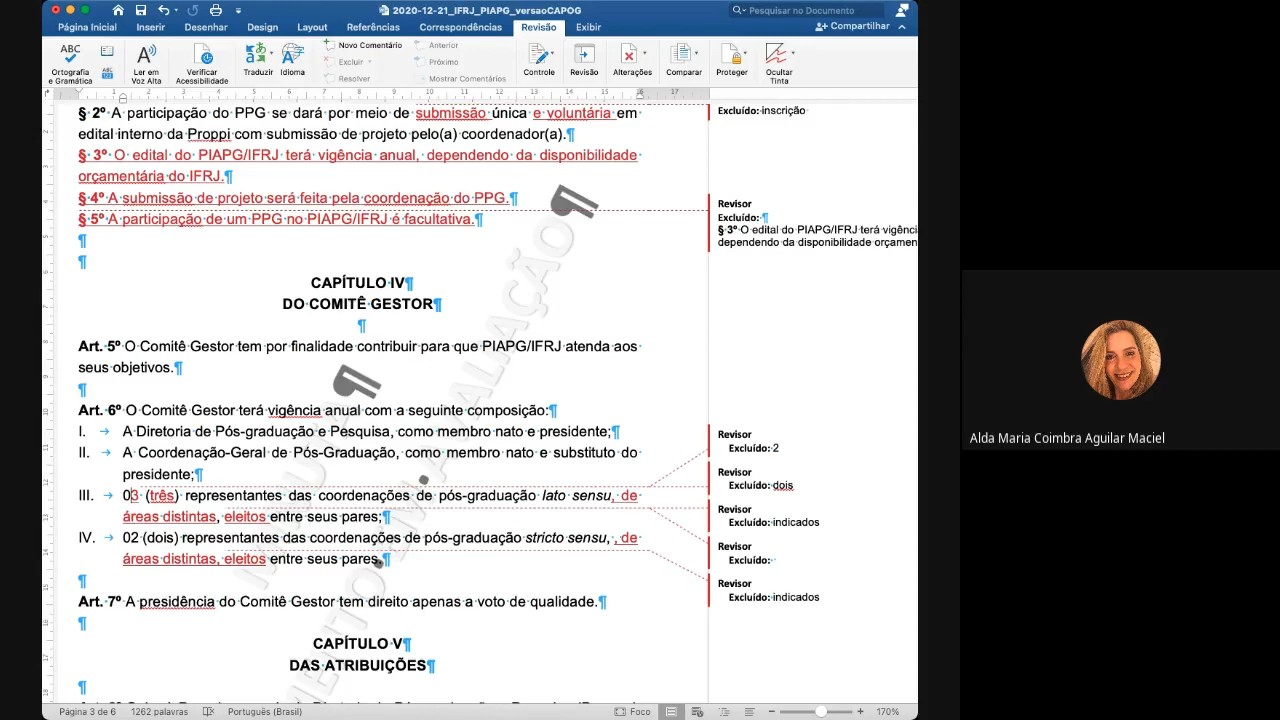 2020-12-21_IFRJ_PIAPG_versaoCAPOG
Pesquisar no Documento
Página Inicial Inserir Desenhar Design Layout Referências Correspondências Revisão Exibir
Compartilhar
Ortografia e Gramática
Ler em Voz Alta
Verificar Acessibilidade
Traduzir
Idioma
Novo Comentário
Excluir
Resolver
Anterior
Próximo
Mostrar Comentários
Controle
Revisão
Alterações
Comparar
Proteger
Ocultar Tinta
§ 2º A participação do PPG se dará por meio de submissão única e voluntária em
edital interno da Proppi com submissão de projeto pelo(a) coordenador(a).¶
§ 3º O edital do PIAPG/IFRJ terá vigência anual, dependendo da disponibilidade
orçamentária do IFRJ.¶
§ 4º A submissão de projeto será feita pela coordenação do PPG.¶
§ 5º A participação de um PPG no PIAPG/IFRJ é facultativa.¶
¶
¶
CAPÍTULO IV¶
DO COMITÊ GESTOR¶
¶
Art. 5º O Comitê Gestor tem por finalidade contribuir para que PIAPG/IFRJ atenda aos
seus objetivos.¶
¶
Art. 6º O Comitê Gestor terá vigência anual com a seguinte composição:¶
I. → A Diretoria de Pós-graduação e Pesquisa, como membro nato e presidente;¶
II. → A Coordenação-Geral de Pós-Graduação, como membro nato e substituto do
presidente;¶
III. → 03 (três) representantes das coordenações de pós-graduação lato sensu, de
áreas distintas, eleitos entre seus pares;¶
IV. → 02 (dois) representantes das coordenações de pós-graduação stricto sensu, , de
áreas distintas, eleitos entre seus pares.¶
¶
Art. 7º A presidência do Comitê Gestor tem direito apenas a voto de qualidade.¶
¶
CAPÍTULO V¶
DAS ATRIBUIÇÕES¶
¶
Excluído: inscrição
Revisor
Excluído: ¶
§ 3º O edital do PIAPG/IFRJ terá vigênci
dependendo da disponibilidade orçamen
Revisor
Excluído: 2
Revisor
Excluído: dois
Revisor
Excluído: indicados
Revisor
Excluído:
Revisor
Excluído: indicados
Alda Maria Coimbra Aguilar Maciel
Página 3 de 6 1262 palavras Português (Brasil) Foco 170%